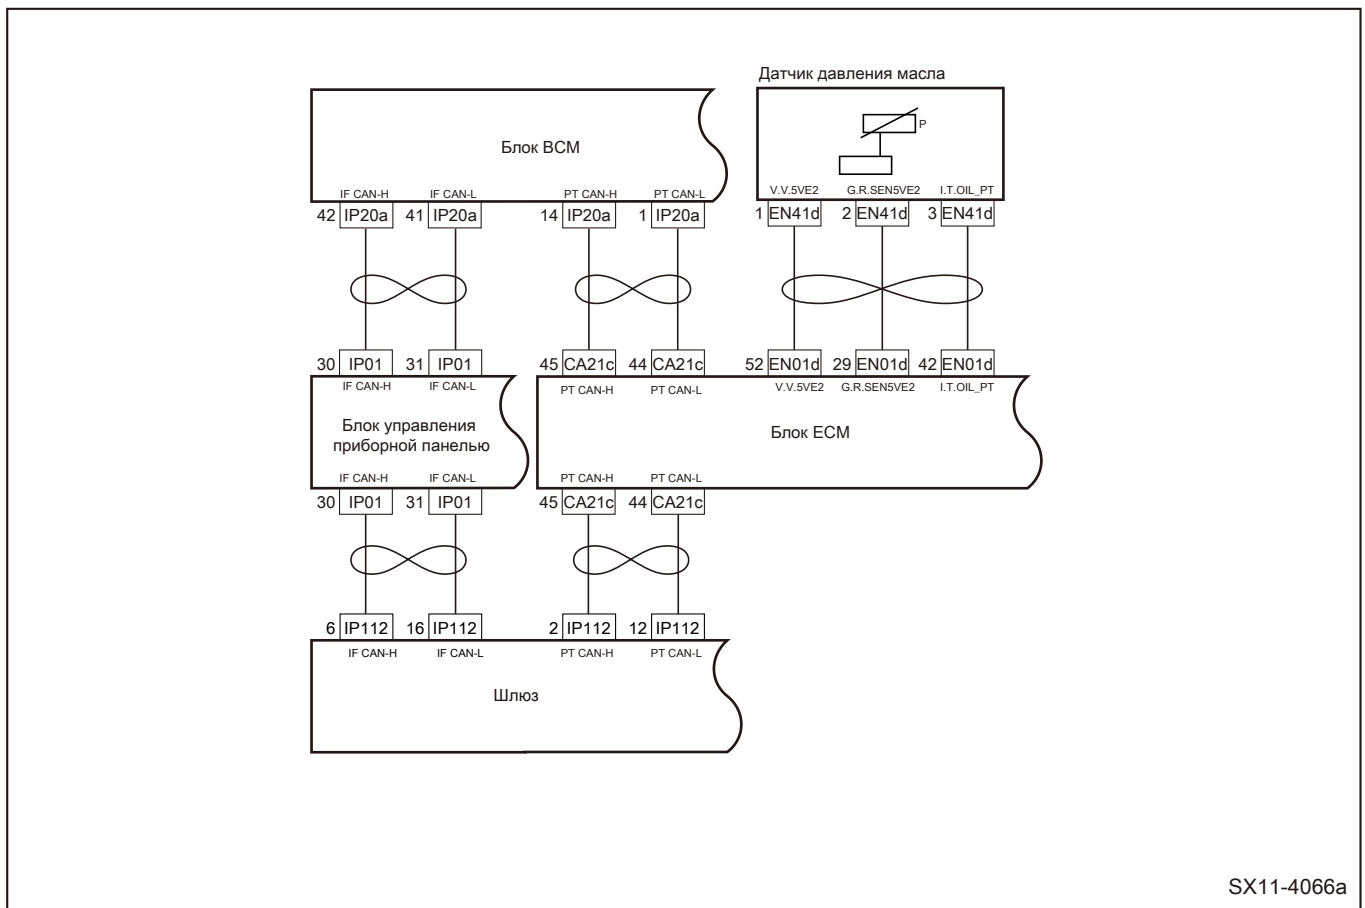 Датчик давления масла
P
Блок BCM
IF CAN-H IF CAN-L PT CAN-H PT CAN-L
V.V.5VE2 G.R.SEN5VE2 I.T.OIL_PT
42 IP20a 41 IP20a 14 IP20a 1 IP20a
1 EN41d 2 EN41d 3 EN41d
30 IP01 31 IP01 45 CA21c 44 CA21c 52 EN01d 29 EN01d 42 EN01d
IF CAN-H IF CAN-L PT CAN-H PT CAN-L V.V.5VE2 G.R.SEN5VE2 I.T.OIL_PT
Блок управления
приборной панелью
Блок ECM
IF CAN-H IF CAN-L PT CAN-H PT CAN-L
30 IP01 31 IP01 45 CA21c 44 CA21c
6 IP112 16 IP112 2 IP112 12 IP112
IF CAN-H IF CAN-L PT CAN-H PT CAN-L
Шлюз
SX11-4066a